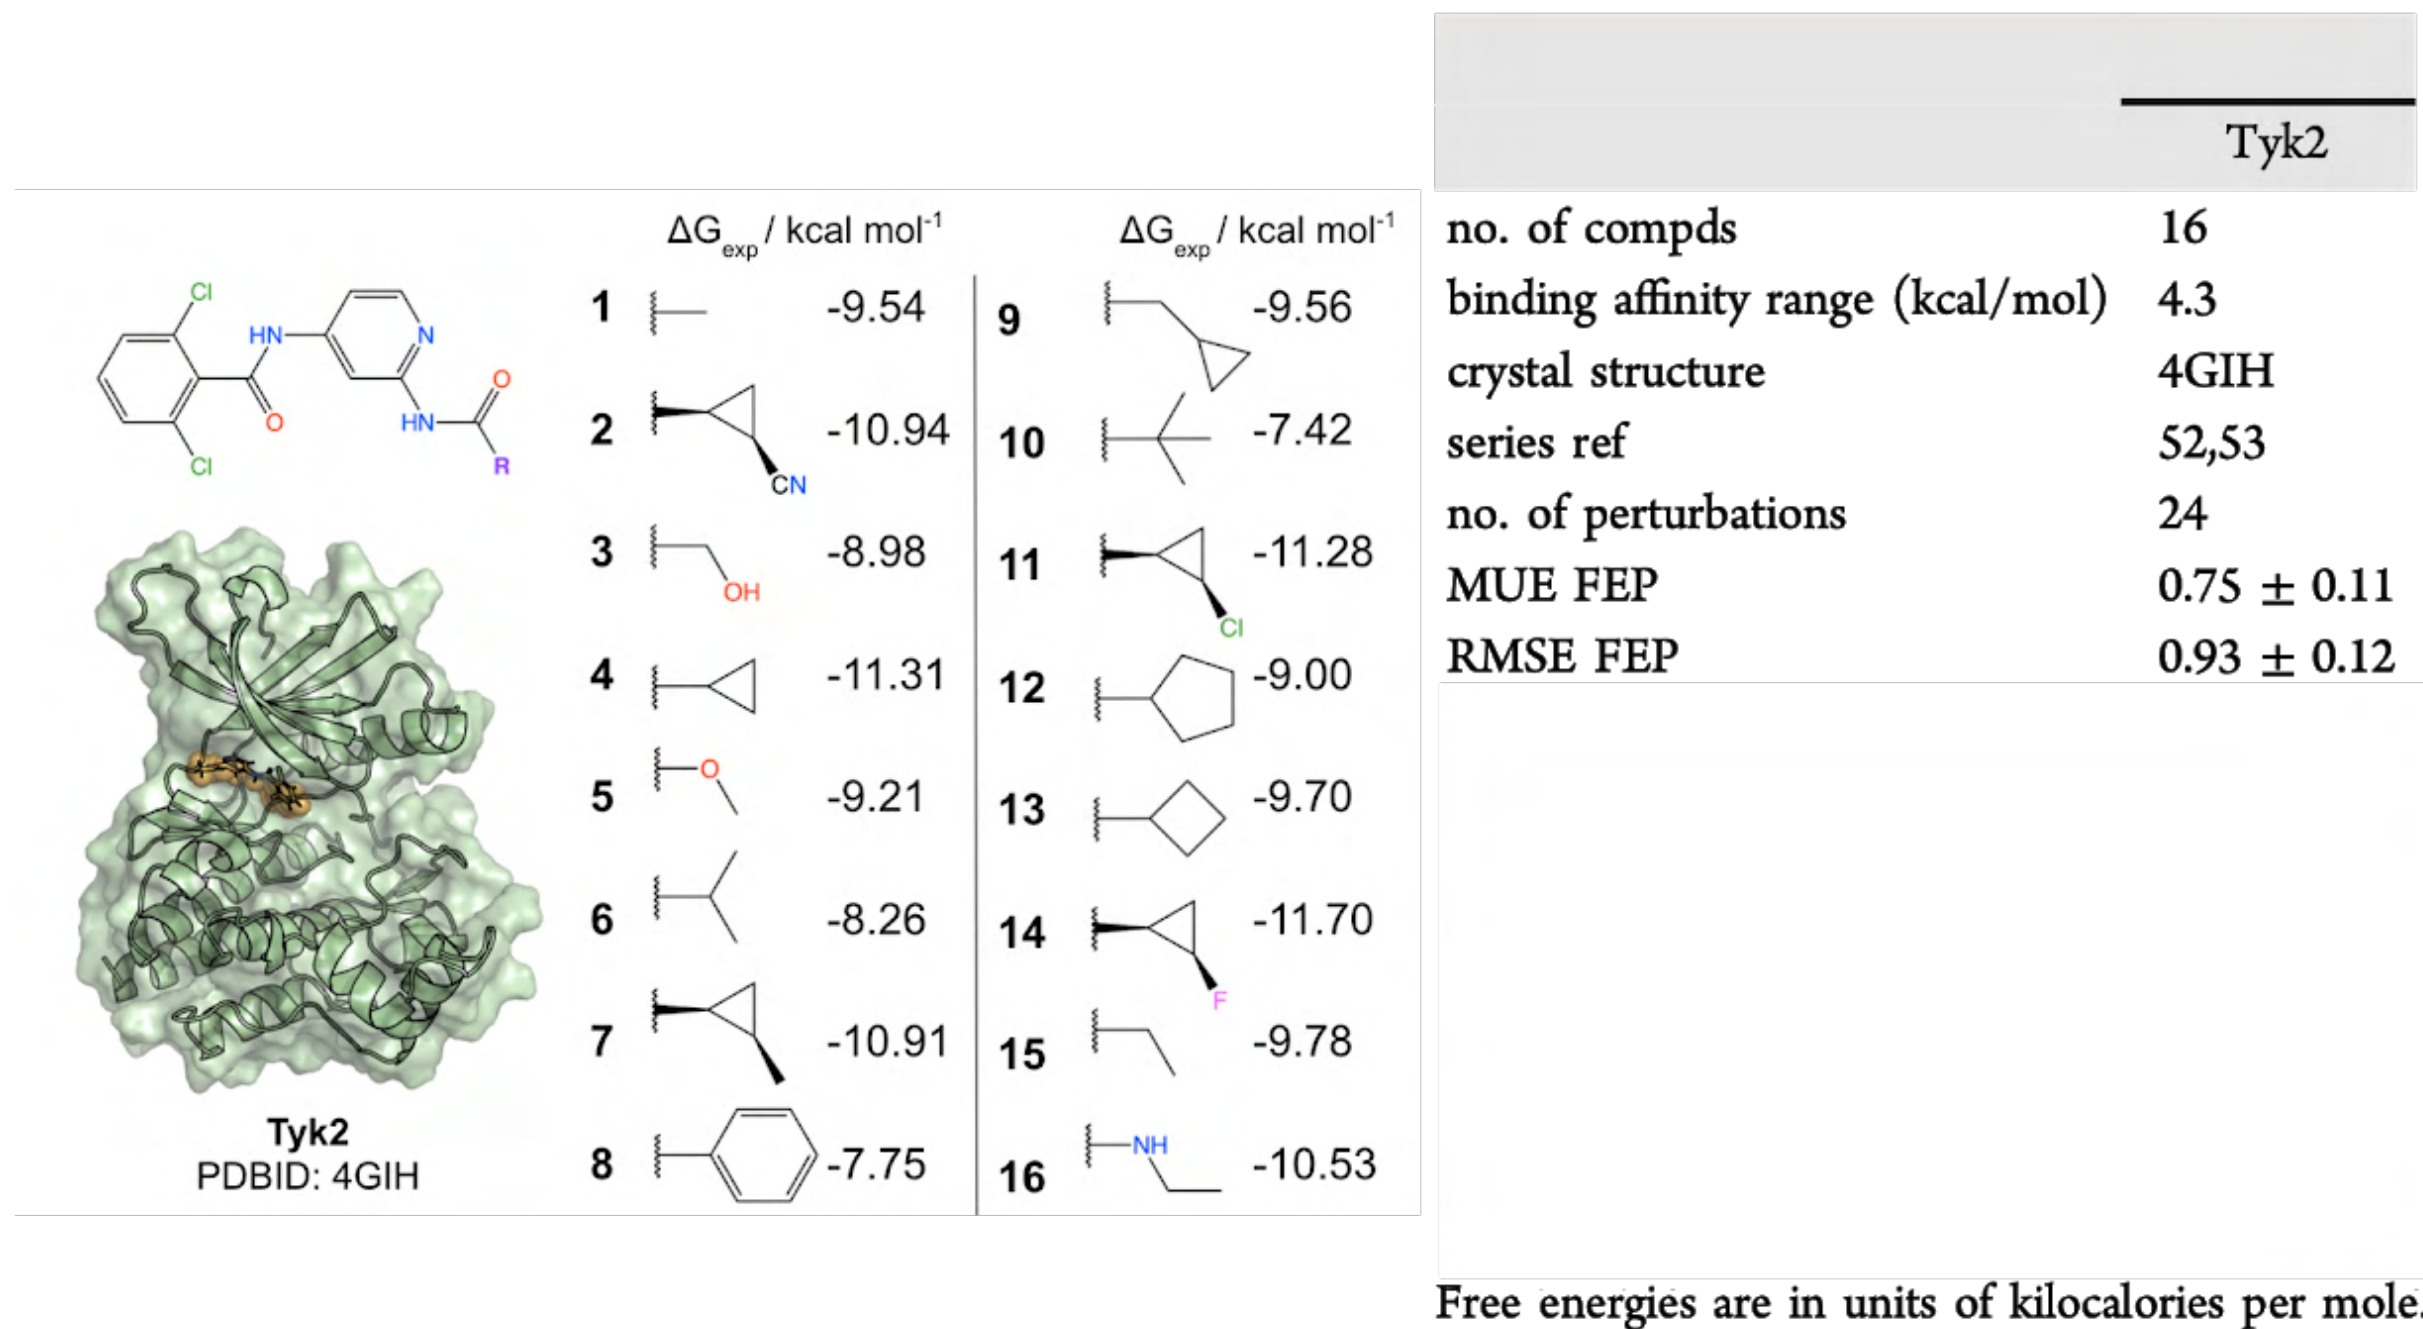 ΔGexp / kcal mol-1
ΔGexp / kcal mol-1
Cl
HN
N
O
O
HN
Cl
R
1 -9.54
2 CN -10.94
3 OH -8.98
4 -11.31
5 O -9.21
6 -8.26
7 -10.91
8 -7.75
9 -9.56
10 -7.42
11 Cl -11.28
12 -9.00
13 -9.70
14 F -11.70
15 -9.78
16 NH -10.53
Tyk2
PDBID: 4GIH
Tyk2
no. of compds 16
binding affinity range (kcal/mol) 4.3
crystal structure 4GIH
series ref 52,53
no. of perturbations 24
MUE FEP 0.75 ± 0.11
RMSE FEP 0.93 ± 0.12
Free energies are in units of kilocalories per mole.